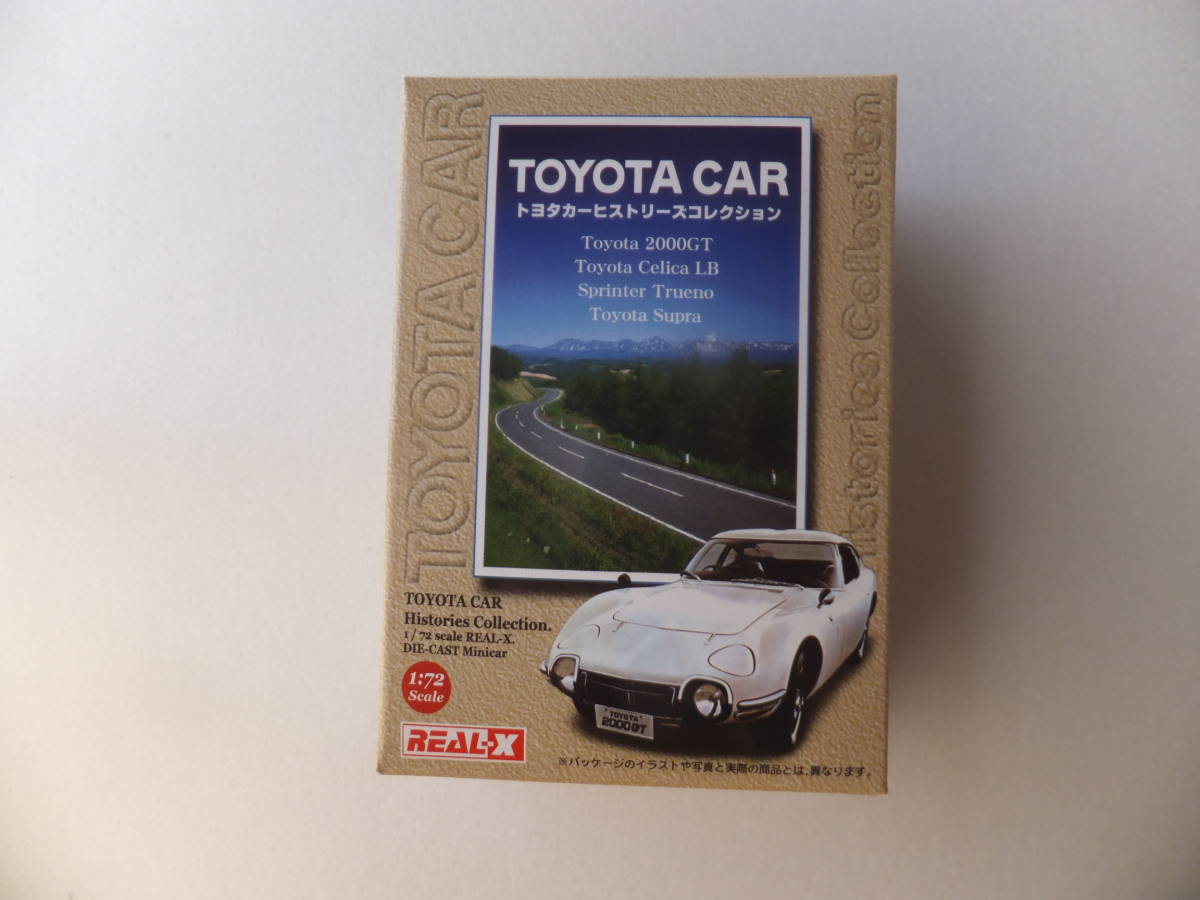 TOYOTA CAR
Histories Collection
TOYOTA CAR
トヨタカーヒストリーズコレクション
Toyota 2000GT
Toyota Celica LB
Sprinter Trueno
Toyota Supra
TOYOTA CAR
Histories Collection.
1/72 scale REAL-X.
DIE-CAST Minicar
1:72
Scale
REAL-X
TOYOTA
2000GT
※パッケージのイラストや写真と実際の商品とは、異なります。